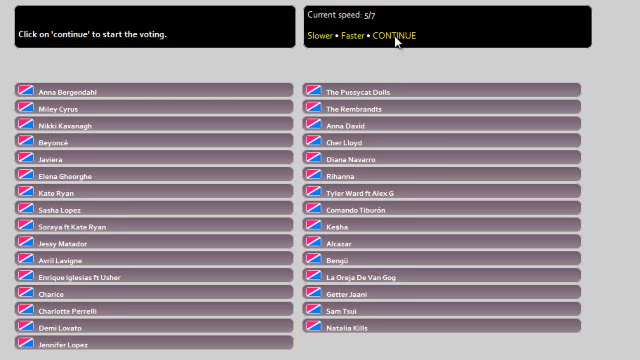 Click on 'continue' to start the voting.
Current speed: 5/7
Slower • Faster • CONTINUE
Anna Bergendahl
Miley Cyrus
Nikki Kavanagh
Beyoncé
Javiera
Elena Gheorghe
Kate Ryan
Sasha Lopez
Soraya ft Kate Ryan
Jessy Matador
Avril Lavigne
Enrique Iglesias ft Usher
Charice
Charlotte Perrelli
Demi Lovato
Jennifer Lopez
The Pussycat Dolls
The Rembrandts
Anna David
Cher Lloyd
Diana Navarro
Rihanna
Tyler Ward ft Alex G
Comando Tiburón
Ke$ha
Alcazar
Bengü
La Oreja De Van Gog
Getter Jaani
Sam Tsui
Natalia Kills